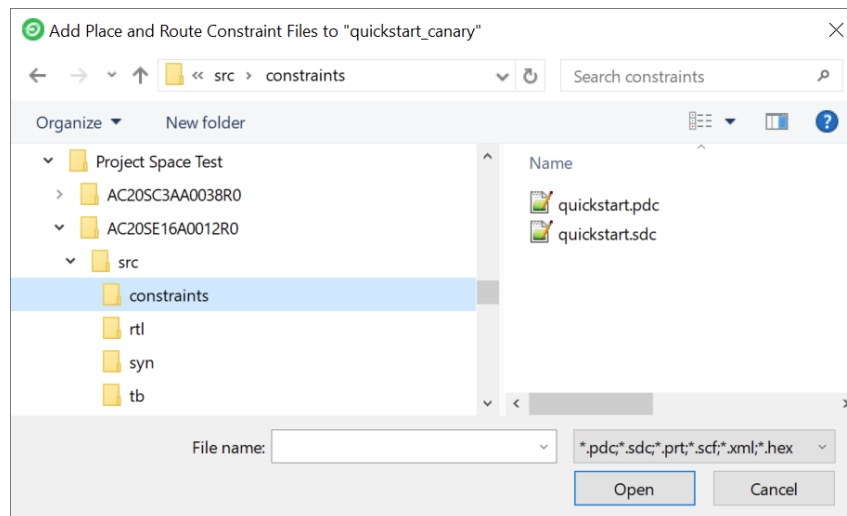 Add Place and Route Constraint Files to "quickstart_canary"
« src › constraints
Search constraints
Organize
New folder
Project Space Test
AC20SC3AA0038R0
AC20SE16A0012R0
src
constraints
rtl
syn
tb
Name
quickstart.pdc
quickstart.sdc
File name:
*.pdc;*.sdc;*.prt;*.scf;*.xml;*.hex
Open
Cancel